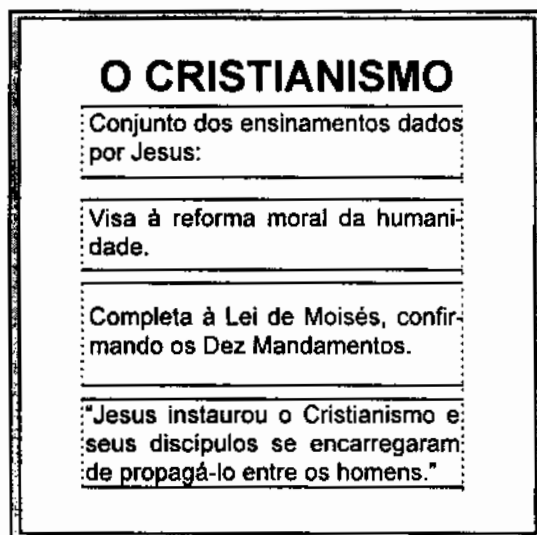 O CRISTIANISMO
Conjunto dos ensinamentos dados
por Jesus:
Visa à reforma moral da humani-
dade.
Completa à Lei de Moisés, confir-
mando os Dez Mandamentos.
"Jesus instaurou o Cristianismo e
seus discípulos se encarregaram
de propagá-lo entre os homens."